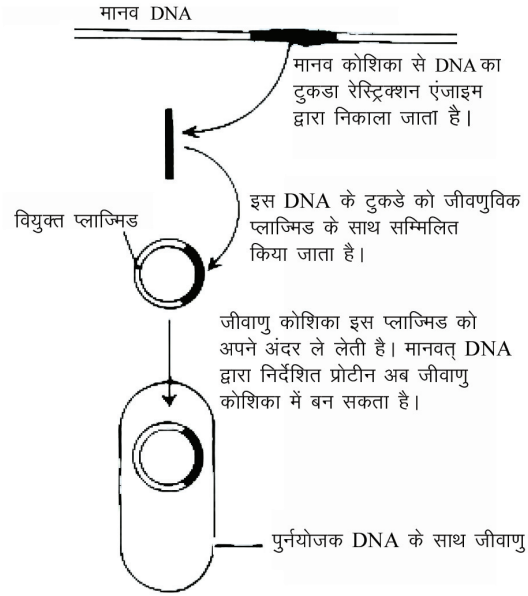 मानव DNA
मानव कोशिका से DNA का
टुकडा रेस्ट्रिक्शन एंजाइम
द्वारा निकाला जाता है।
इस DNA के टुकडे को जीवणुविक
प्लाज्मिड के साथ सम्मिलित
किया जाता है।
वियुक्त प्लाज्मिड
जीवाणु कोशिका इस प्लाज्मिड को
अपने अंदर ले लेती है। मानवत् DNA
द्वारा निर्देशित प्रोटीन अब जीवाणु
कोशिका में बन सकता है।
पुर्नयोजक DNA के साथ जीवाणु